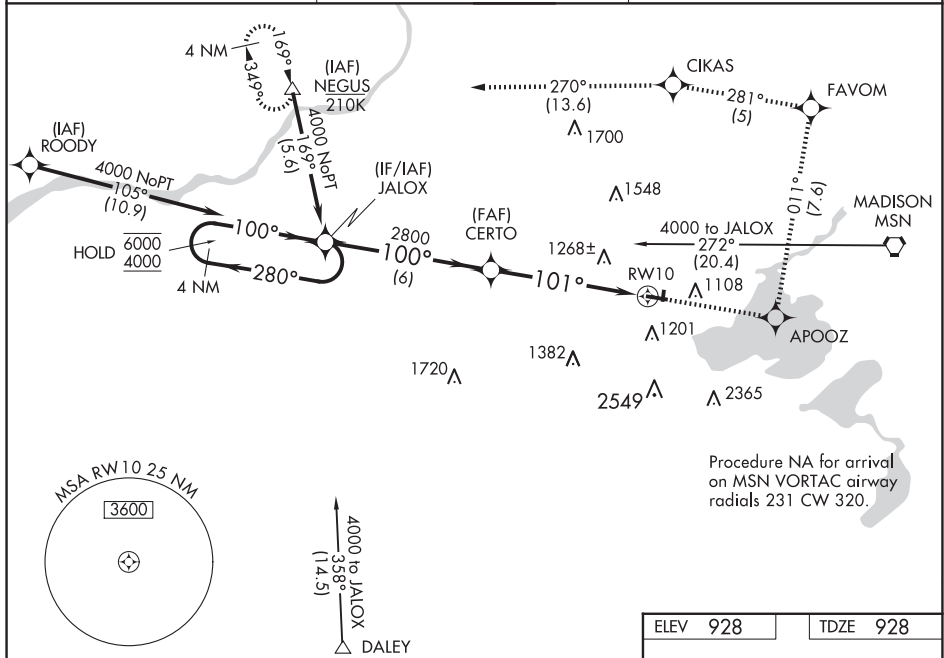 4 NM
169°
349°
(IAF)
NEGUS
210K
4000 NoPT
169°
(5.6)
(IAF)
ROODY
4000 NoPT
105°
(10.9)
(IF/IAF)
JALOX
HOLD
6000
4000
100°
280°
4 NM
2800
100°
(6)
(FAF)
CERTO
101°
RW10
270°
(13.6)
CIKAS
281°
(5)
FAVOM
011°
(7.6)
MADISON
MSN
4000 to JALOX
272°
(20.4)
APOOZ
1700
1548
1268±
1108
1201
1382
1720
2549
2365
Procedure NA for arrival
on MSN VORTAC airway
radials 231 CW 320.
MSA RW10 25 NM
3600
4000 to JALOX
358°
(14.5)
DALEY
ELEV 928
TDZE 928